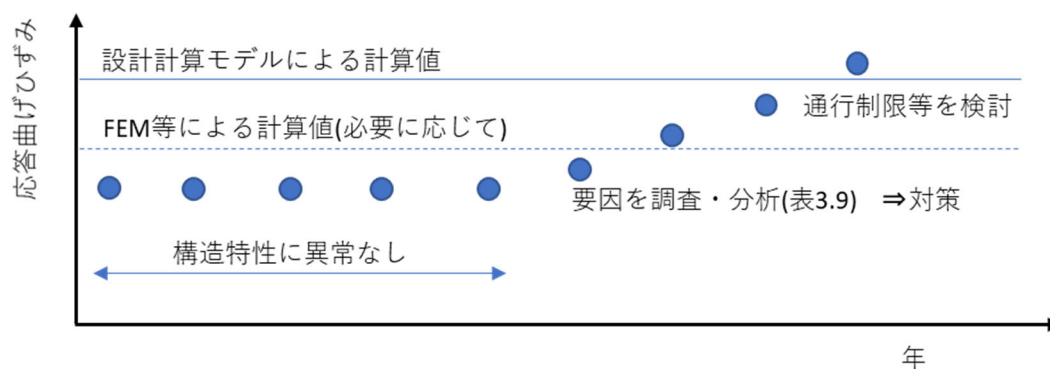 応答曲げひずみ
設計計算モデルによる計算値
通行制限等を検討
FEM等による計算値(必要に応じて)
要因を調査・分析(表3.9)　⇒対策
構造特性に異常なし
年